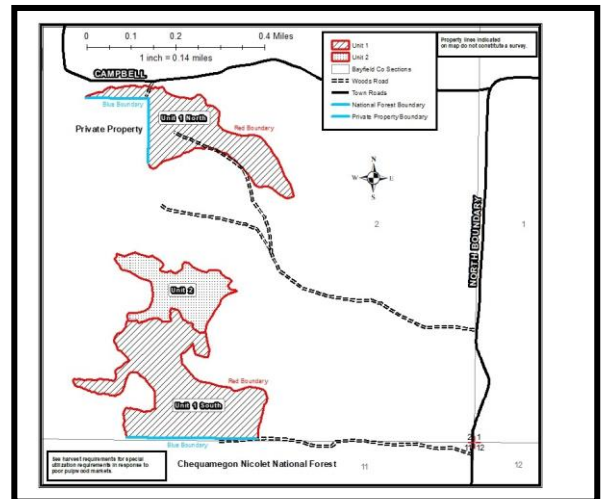 0 0.1 0.2 0.4 Miles
1 inch = 0.14 Miles
Property lines indicated
on map do not constitute a survey.
Unit 1
Unit 2
Bayfield Co Sections
Woods Road
Town Roads
National Forest Boundary
Private Property Boundary
CAMPBELL
Blue Boundary
Private Property
Unit 1 North
Red Boundary
N
W E
S
2
1
NORTH BOUNDARY
Unit 2
Red Boundary
Unit 1 South
Blue Boundary
2 1
11 12
See harvest requirements for special
utilization requirements in response to
poor pulpwood markets.
Chequamegon Nicolet National Forest
11
12